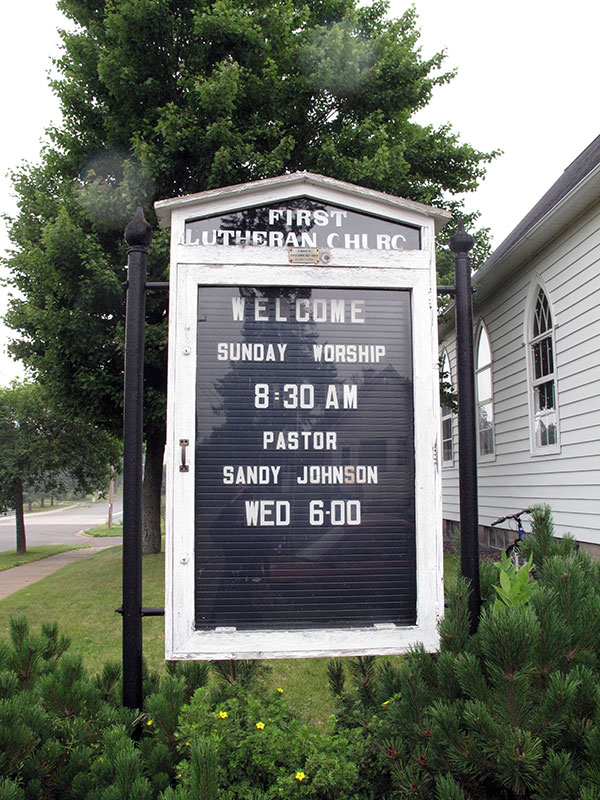 FIRST
LUTHERAN CHURC
WELCOME
SUNDAY WORSHIP
8:30 AM
PASTOR
SANDY JOHNSON
WED 6:00